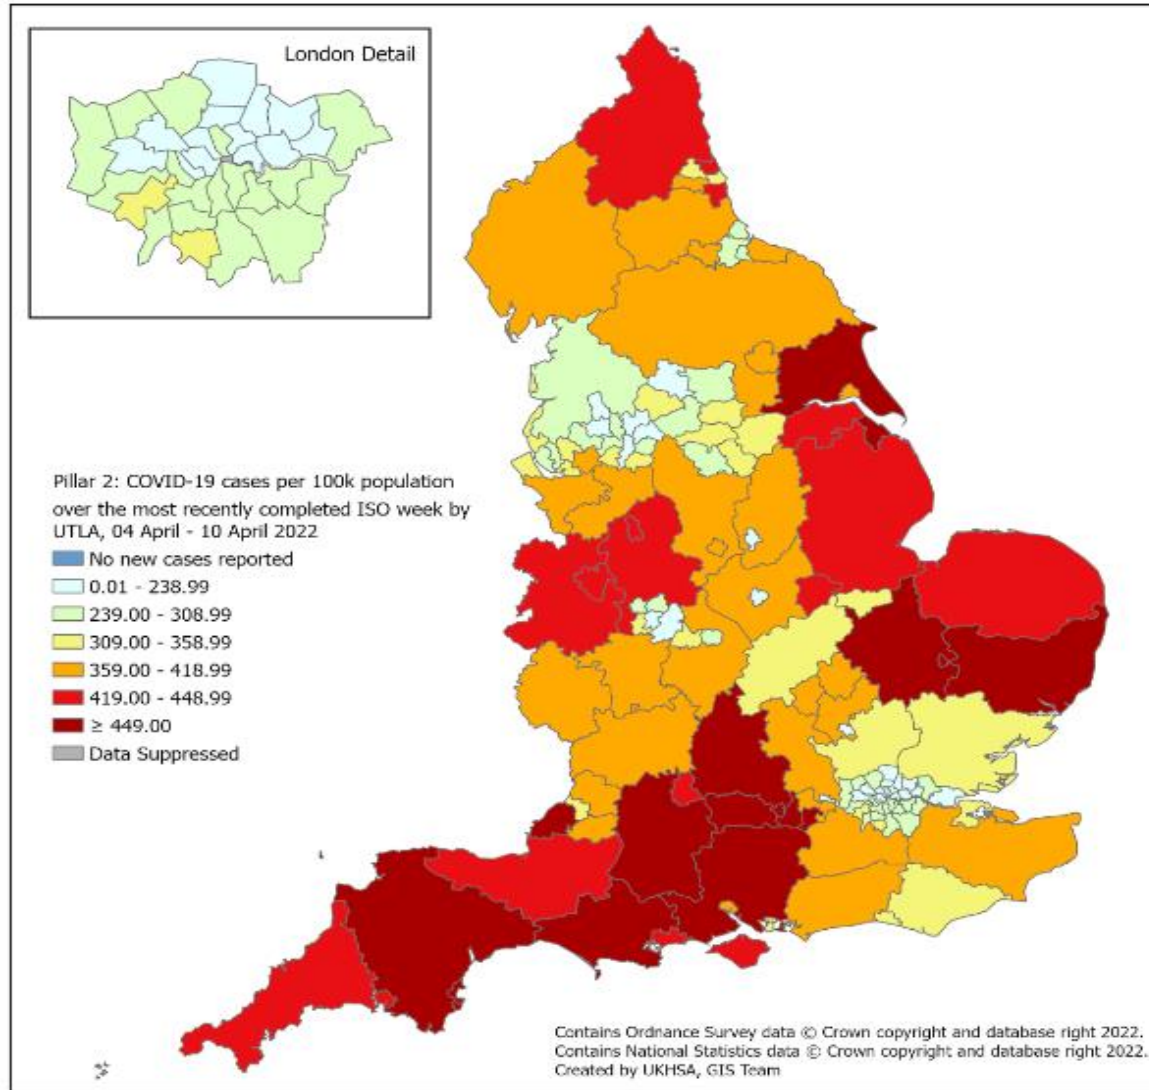 London Detail
Pillar 2: COVID-19 cases per 100k population
over the most recently completed ISO week by
UTLA, 04 April - 10 April 2022
No new cases reported
0.01 - 238.99
239.00 - 308.99
309.00 - 358.99
359.00 - 418.99
419.00 - 448.99
≥ 449.00
Data Suppressed
Contains Ordnance Survey data © Crown copyright and database right 2022.
Contains National Statistics data © Crown copyright and database right 2022.
Created by UKHSA, GIS Team